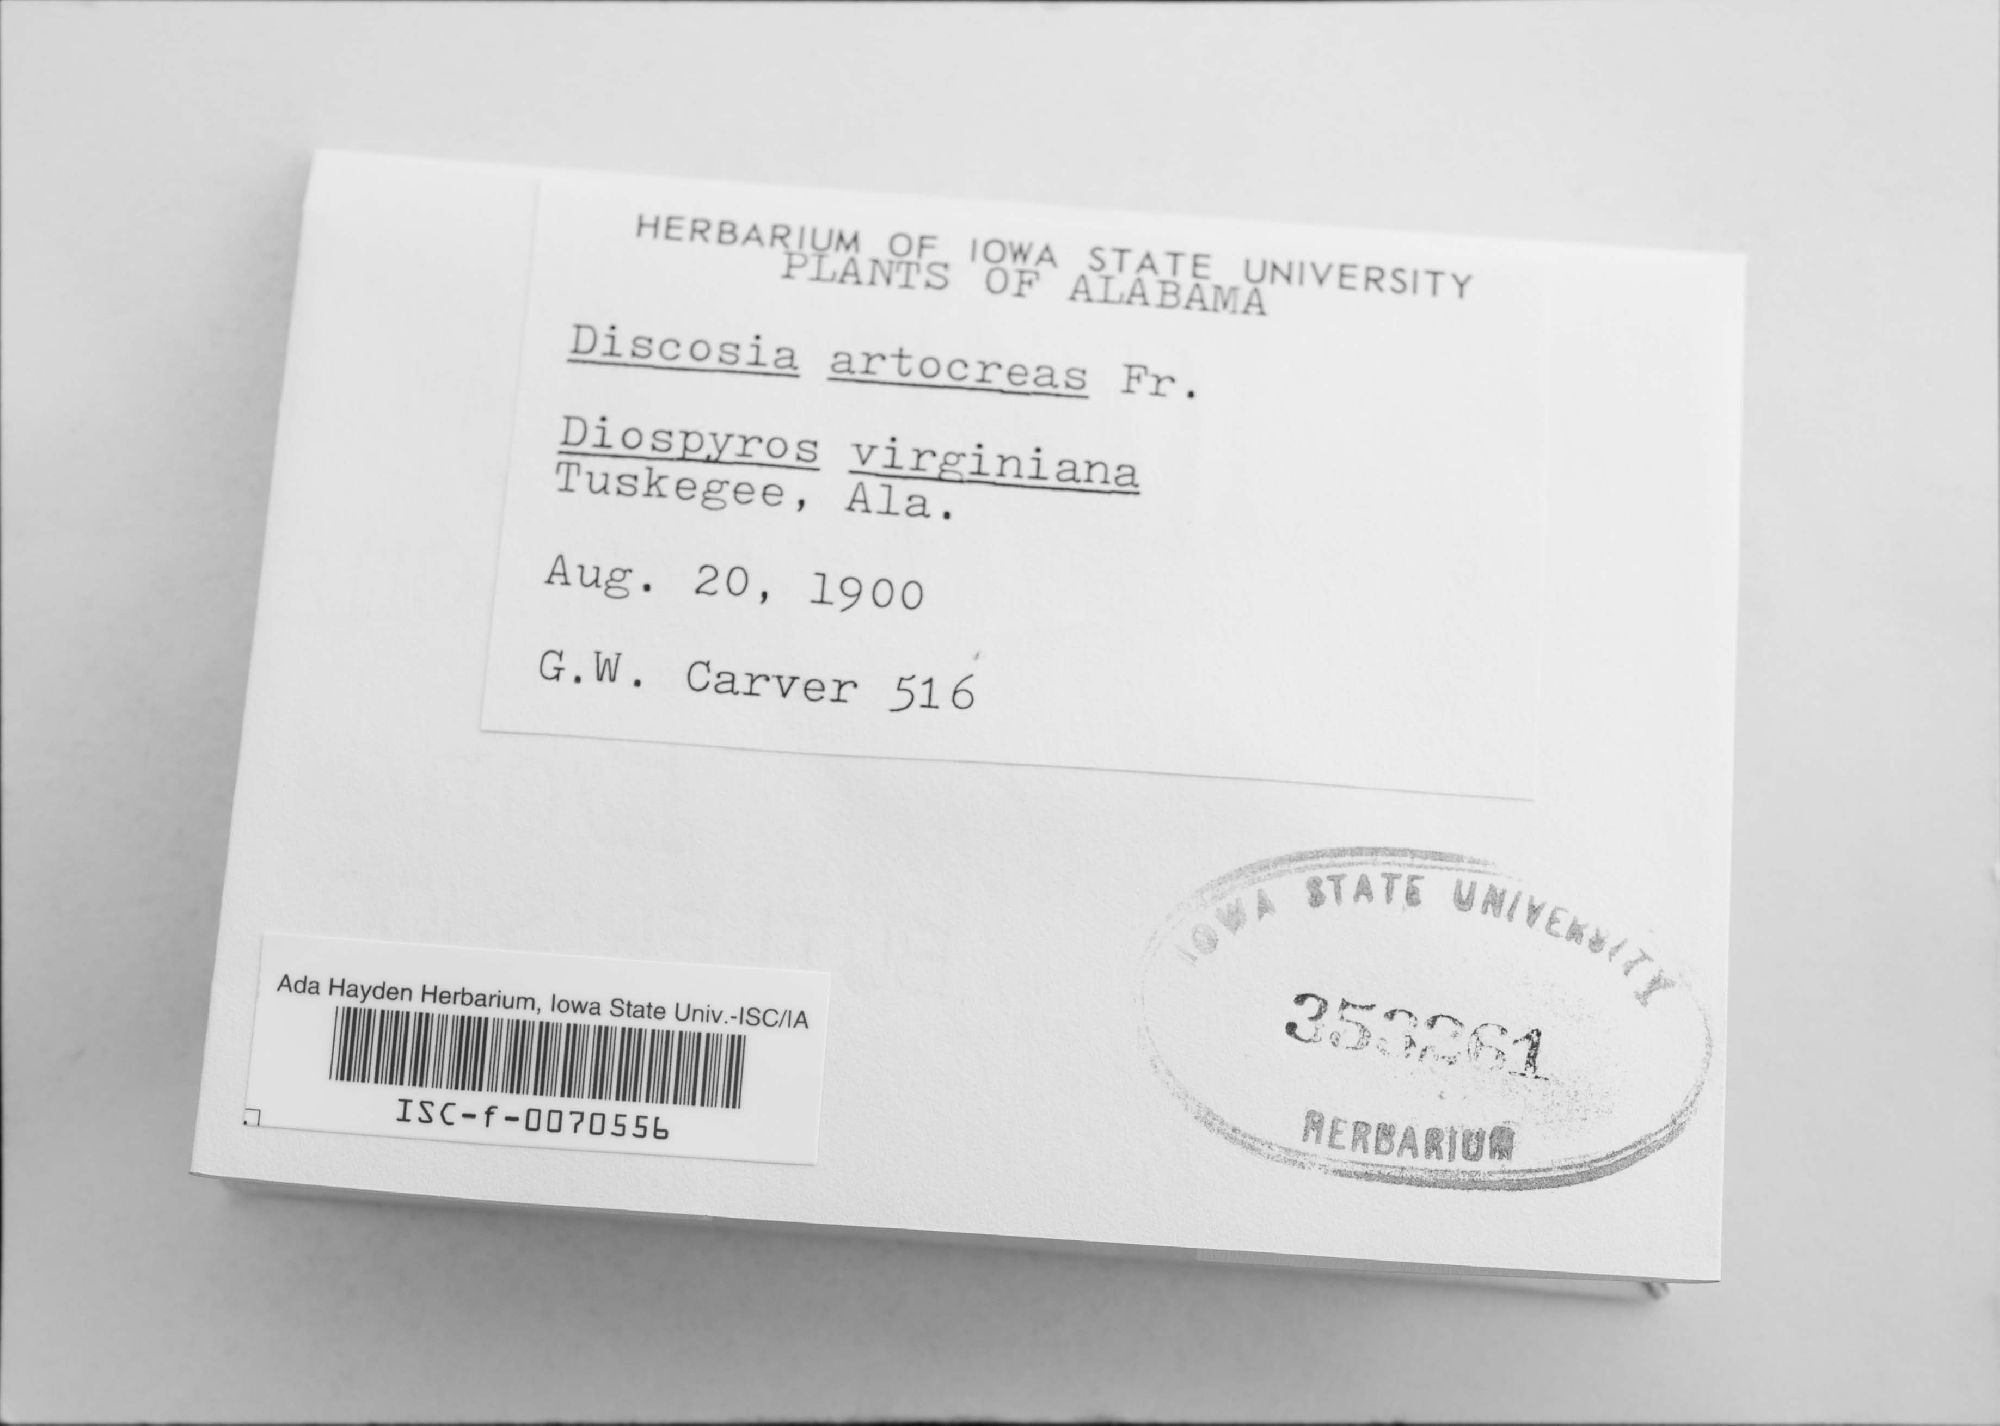 HERBARIUM OF IOWA STATE UNIVERSITY
PLANTS OF ALABAMA
Discosia artocreas Fr.
Diospyros virginiana
Tuskegee, Ala.
Aug. 20, 1900
G.W. Carver 516
IOWA STATE UNIVERSITY
353261
HERBARIUM
Ada Hayden Herbarium, Iowa State Univ.-ISC/IA
ISC-f-0070556